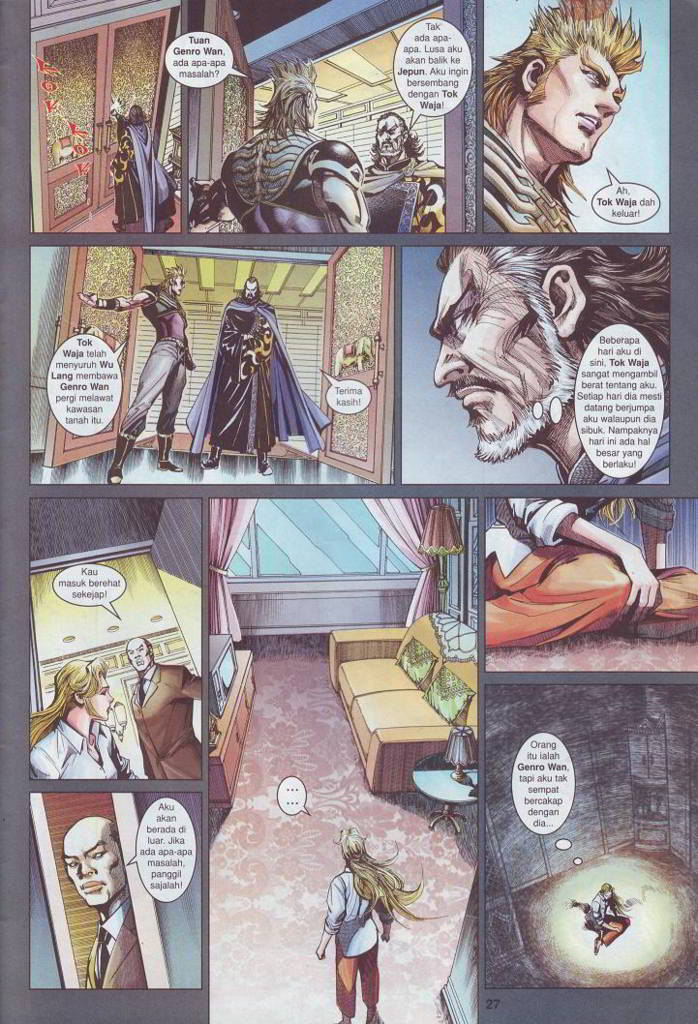 TOK
TOK
Tuan
Genro Wan,
ada apa-apa
masalah?
Tak
ada apa-
apa. Lusa aku
akan balik ke
Jepun. Aku ingin
bersembang
dengan Tok
Waja!
Ah,
Tok Waja dah
keluar!
Tok
Waja telah
menyuruh Wu
Lang membawa
Genro Wan
pergi melawat
kawasan
tanah itu.
Terima
kasih!
Beberapa
hari aku di
sini, Tok Waja
sangat mengambil
berat tentang aku.
Setiap hari dia mesti
datang berjumpa
aku walaupun dia
sibuk. Nampaknya
hari ini ada hal
besar yang
berlaku!
Kau
masuk berehat
sekejap!
Aku
akan
berada di
luar. Jika
ada apa-apa
masalah,
panggil
sajalah!
...
...
Orang
itu ialah
Genro Wan,
tapi aku tak
sempat
bercakap
dengan
dia...
27